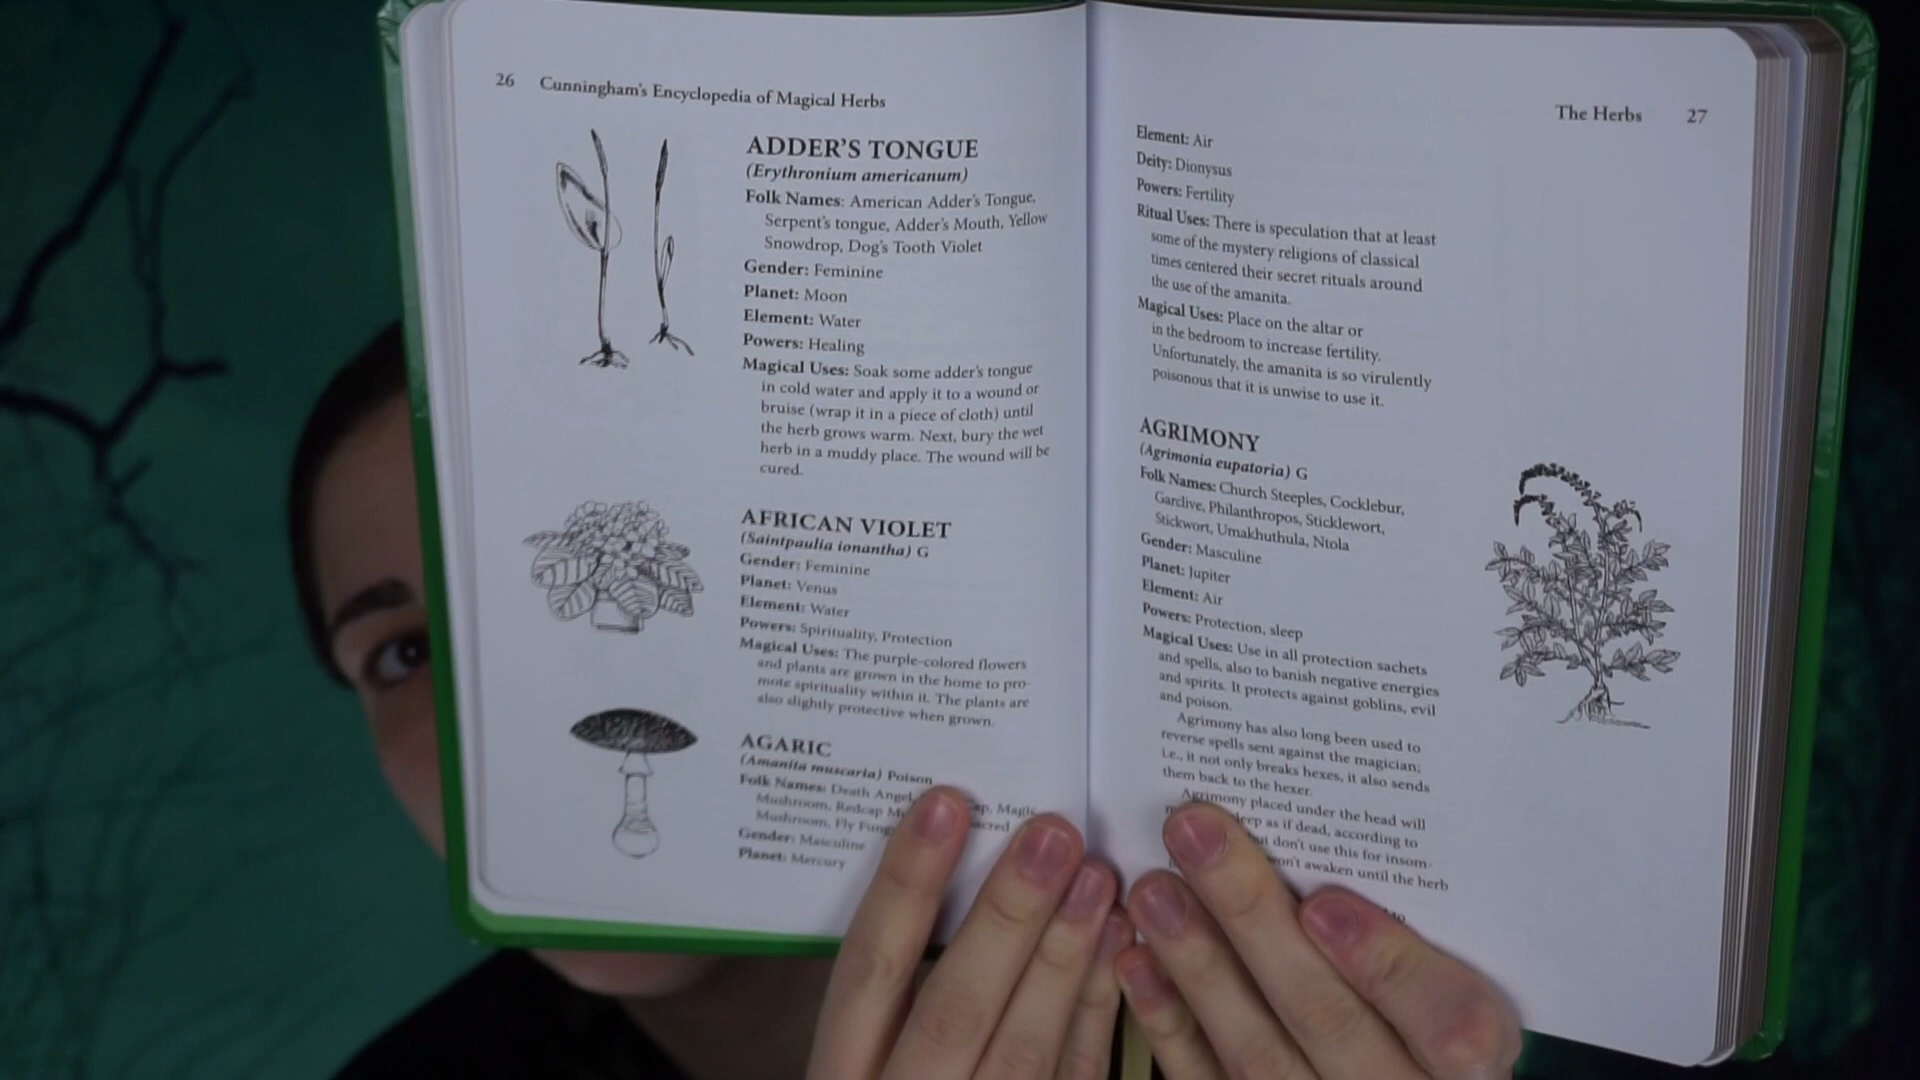 26 Cunningham's Encyclopedia of Magical Herbs
ADDER'S TONGUE
(Erythronium americanum)
Folk Names: American Adder's Tongue,
Serpent's tongue, Adder's Mouth, Yellow
Snowdrop, Dog's Tooth Violet
Gender: Feminine
Planet: Moon
Element: Water
Powers: Healing
Magical Uses: Soak some adder's tongue
in cold water and apply it to a wound or
bruise (wrap it in a piece of cloth) until
the herb grows warm. Next, bury the wet
herb in a muddy place. The wound will be
cured.
AFRICAN VIOLET
(Saintpaulia ionantha) G
Gender: Feminine
Planet: Venus
Element: Water
Powers: Spirituality, Protection
Magical Uses: The purple-colored flowers
and plants are grown in the home to pro-
mote spirituality within it. The plants are
also slightly protective when grown.
AGARIC
(Amanita muscaria) Poison
Folk Names: Death Angel, Magic
Mushroom, Redcap
Mushroom, Fly
Gender: Masculine
Planet: Mercury
The Herbs 27
Element: Air
Deity: Dionysus
Powers: Fertility
Ritual Uses: There is speculation that at least
some of the mystery religions of classical
times centered their secret rituals around
the use of the amanita.
Magical Uses: Place on the altar or
in the bedroom to increase fertility.
Unfortunately, the amanita is so virulently
poisonous that it is unwise to use it.
AGRIMONY
(Agrimonia eupatoria) G
Folk Names: Church Steeples, Cocklebur,
Garclive, Philanthropos, Sticklewort,
Stickwort, Umakhuthula, Ntola
Gender: Masculine
Planet: Jupiter
Element: Air
Powers: Protection, sleep
Magical Uses: Use in all protection sachets
and spells, also to banish negative energies
and spirits. It protects against goblins, evil
and poison.
Agrimony has also long been used to
reverse spells sent against the magician;
i.e., it not only breaks hexes, it also sends
them back to the hexer.
Agrimony placed under the head will
as if dead, according to
don't use this for insom-
won't awaken until the herb